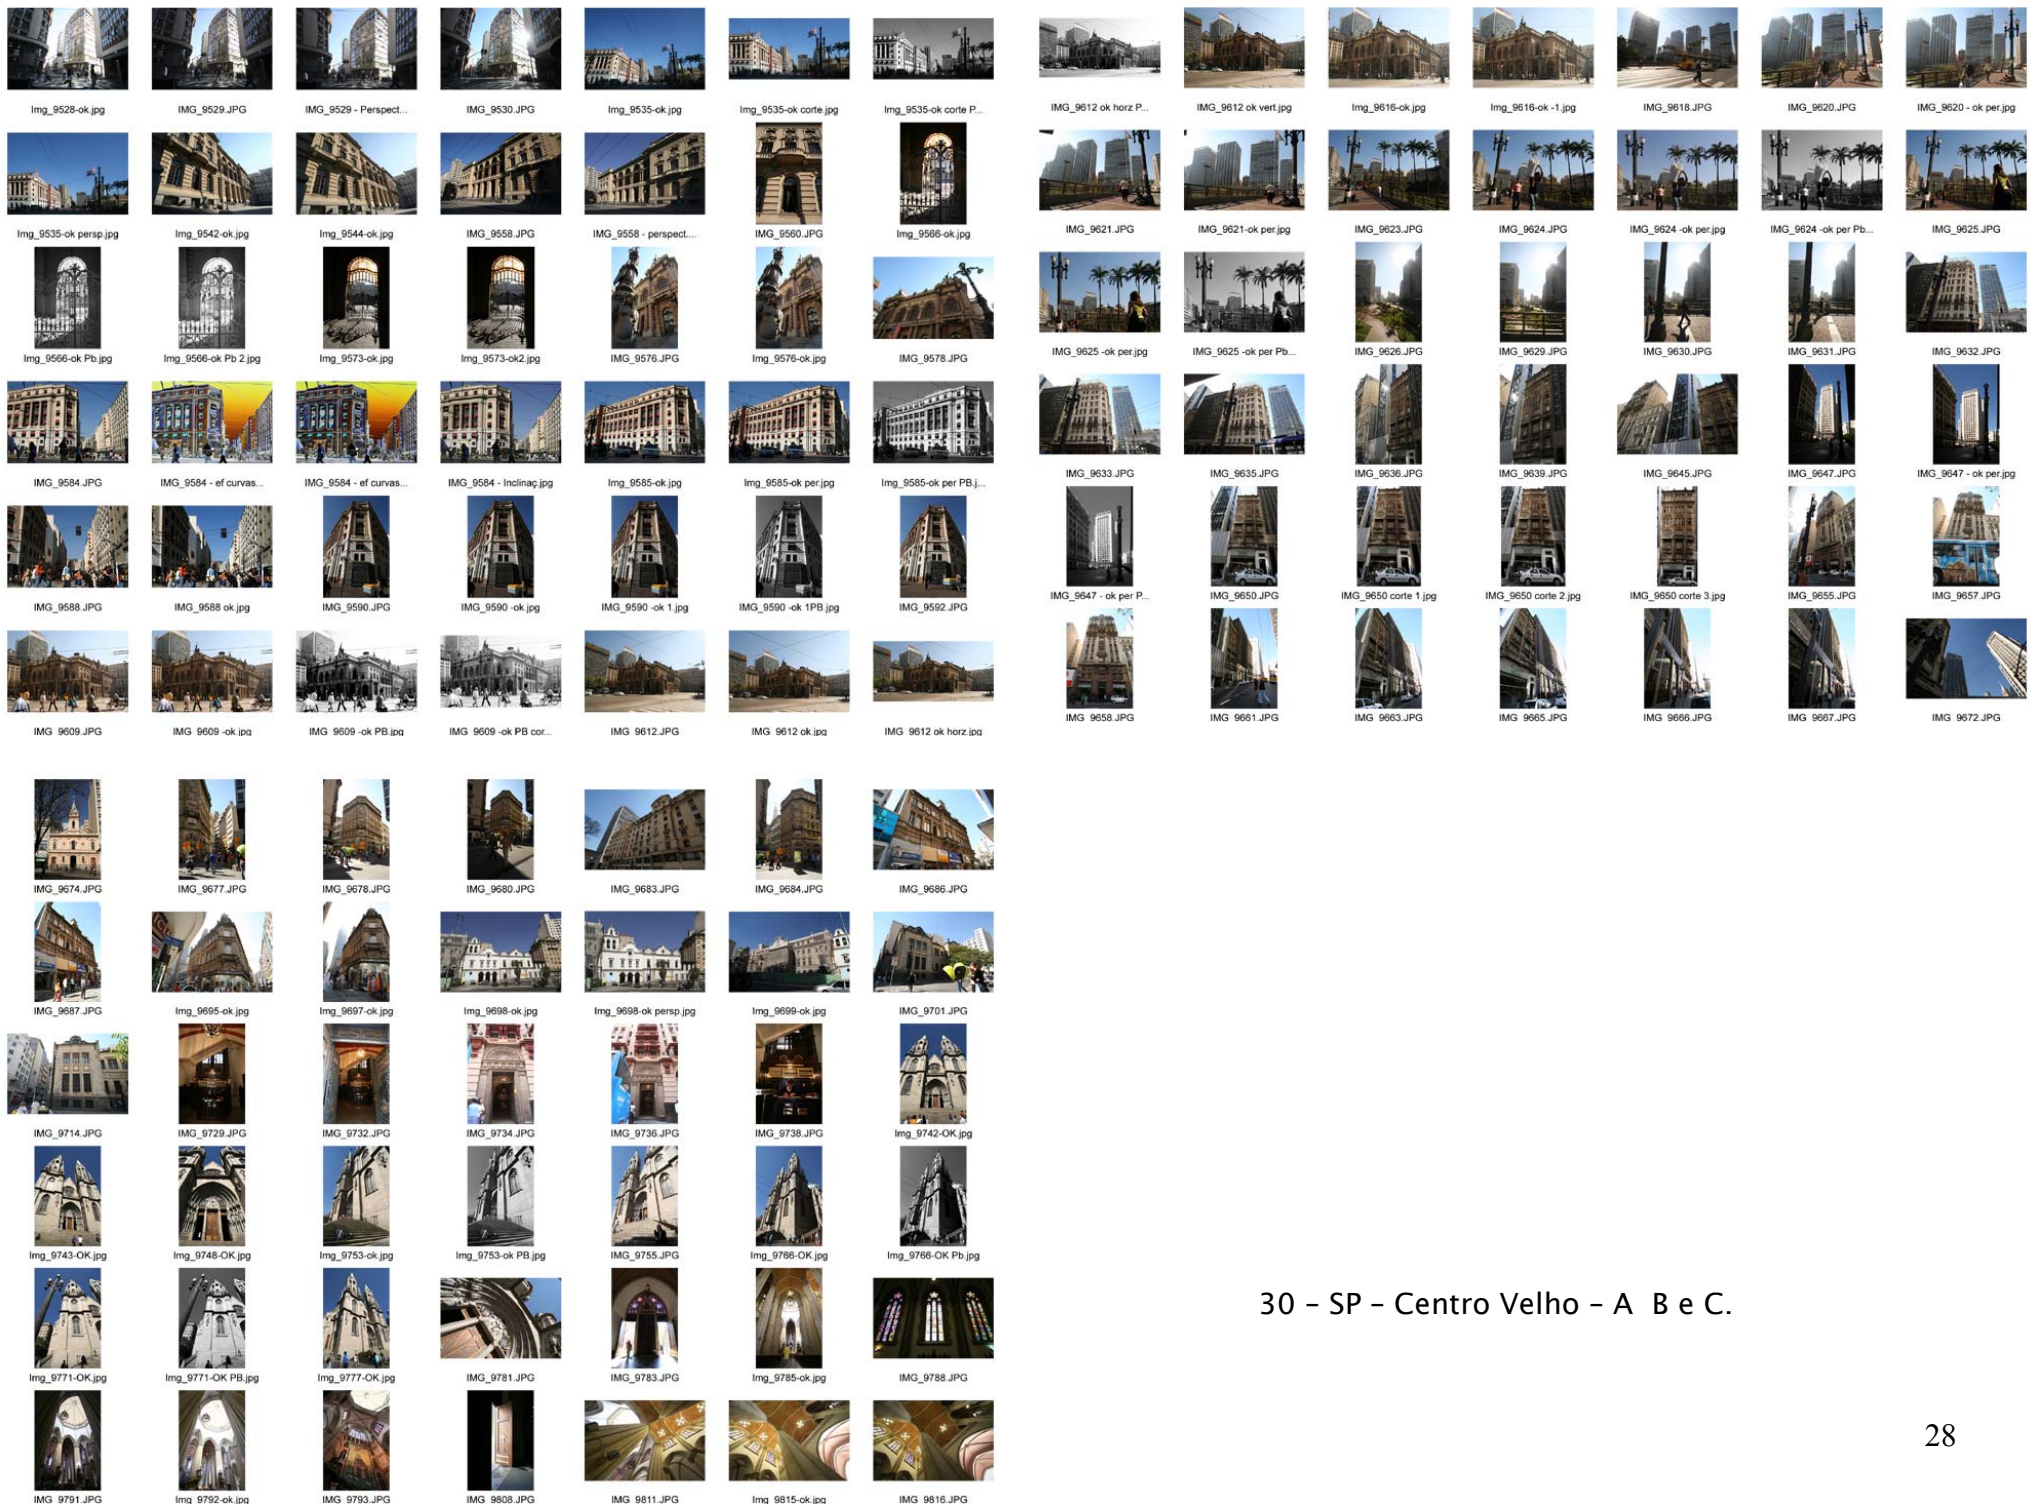 Img_9528-ok.jpg IMG_9529.JPG IMG_9529 - Perspect... IMG_9530.JPG Img_9535-ok.jpg Img_9535-ok corte.jpg Img_9535-ok corte P...
Img_9535-ok persp.jpg Img_9542-ok.jpg Img_9544-ok.jpg IMG_9558.JPG IMG_9558 - perspect.... IMG_9560.JPG Img_9566-ok.jpg
Img_9566-ok Pb.jpg Img_9566-ok Pb 2.jpg Img_9573-ok.jpg Img_9573-ok2.jpg IMG_9576.JPG Img_9576-ok.jpg IMG_9578.JPG
IMG_9584.JPG IMG_9584 - ef curvas... IMG_9584 - ef curvas... IMG_9584 - Inclinaç.jpg Img_9585-ok.jpg Img_9585-ok per.jpg Img_9585-ok per PB.j...
IMG_9588.JPG IMG_9588 ok.jpg IMG_9590.JPG IMG_9590 -ok.jpg IMG_9590 -ok 1.jpg IMG_9590 -ok 1PB.jpg IMG_9592.JPG
IMG_9609.JPG IMG_9609 -ok.jpg IMG_9609 -ok PB.jpg IMG_9609 -ok PB cor... IMG_9612.JPG IMG_9612 ok.jpg IMG_9612 ok horz.jpg
IMG_9612 ok horz P... IMG_9612 ok vert.jpg Img_9616-ok.jpg Img_9616-ok -1.jpg IMG_9618.JPG IMG_9620.JPG IMG_9620 - ok per.jpg
IMG_9621.JPG IMG_9621-ok per.jpg IMG_9623.JPG IMG_9624.JPG IMG_9624 -ok per.jpg IMG_9624 -ok per Pb... IMG_9625.JPG
IMG_9625 -ok per.jpg IMG_9625 -ok per Pb... IMG_9626.JPG IMG_9629.JPG IMG_9630.JPG IMG_9631.JPG IMG_9632.JPG
IMG_9633.JPG IMG_9635.JPG IMG_9636.JPG IMG_9639.JPG IMG_9645.JPG IMG_9647.JPG IMG_9647 - ok per.jpg
IMG_9647 - ok per P... IMG_9650.JPG IMG_9650 corte 1.jpg IMG_9650 corte 2.jpg IMG_9650 corte 3.jpg IMG_9655.JPG IMG_9657.JPG
IMG_9658.JPG IMG_9661.JPG IMG_9663.JPG IMG_9665.JPG IMG_9666.JPG IMG_9667.JPG IMG_9672.JPG
IMG_9674.JPG IMG_9677.JPG IMG_9678.JPG IMG_9680.JPG IMG_9683.JPG IMG_9684.JPG IMG_9686.JPG
IMG_9687.JPG Img_9695-ok.jpg Img_9697-ok.jpg Img_9698-ok.jpg Img_9698-ok persp.jpg Img_9699-ok.jpg IMG_9701.JPG
IMG_9714.JPG IMG_9729.JPG IMG_9732.JPG IMG_9734.JPG IMG_9736.JPG IMG_9738.JPG Img_9742-OK.jpg
Img_9743-OK.jpg Img_9748-OK.jpg Img_9753-ok.jpg Img_9753-ok PB.jpg IMG_9755.JPG Img_9766-OK.jpg Img_9766-OK Pb.jpg
Img_9771-OK.jpg Img_9771-OK PB.jpg Img_9777-OK.jpg IMG_9781.JPG IMG_9783.JPG Img_9785-ok.jpg IMG_9788.JPG
IMG_9791.JPG Img_9792-ok.jpg IMG_9793.JPG IMG_9808.JPG IMG_9811.JPG Img_9815-ok.jpg IMG_9816.JPG
30 – SP – Centro Velho – A B e C.
28